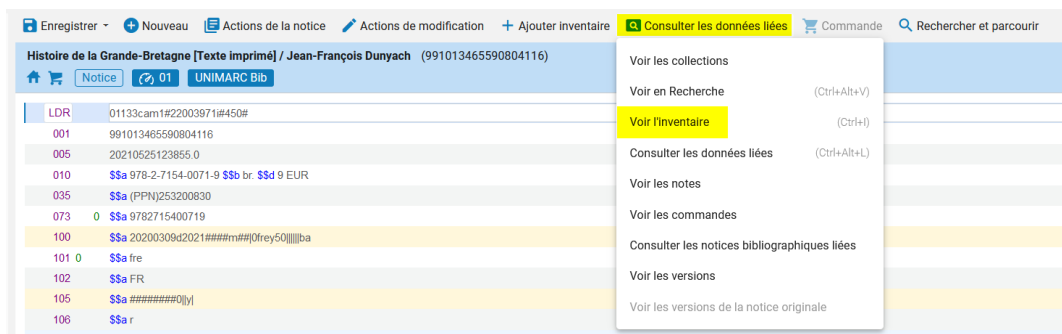 Enregistrer Nouveau Actions de la notice Actions de modification Ajouter inventaire Consulter les données liées Commande Rechercher et parcourir
Histoire de la Grande-Bretagne [Texte imprimé] / Jean-François Dunyach (991013465590804116)
Notice 01 UNIMARC Bib
Voir les collections
Voir en Recherche (Ctrl+Alt+V)
Voir l'inventaire (Ctrl+I)
Consulter les données liées (Ctrl+Alt+L)
Voir les notes
Voir les commandes
Consulter les notices bibliographiques liées
Voir les versions
Voir les versions de la notice originale
LDR 01133cam1#22003971i#450#
001 991013465590804116
005 20210525123855.0
010 $$a 978-2-7154-0071-9 $$b br. $$d 9 EUR
035 $$a (PPN)253200830
073 0 $$a 9782715400719
100 $$a 20200309d2021####m##|0frey50||||||ba
101 0 $$a fre
102 $$a FR
105 $$a ########0||y|
106 $$a r